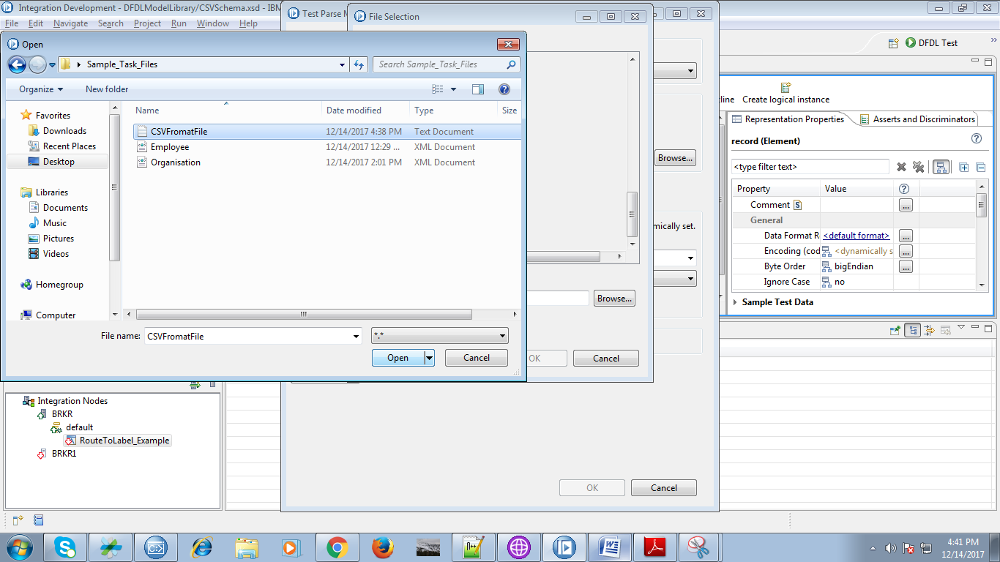 Integration Development - DFDLModelLibrary/CSVSchema.xsd - IBM
File Edit Navigate Search Project Run Window Help
Test Parse M
File Selection
DFDL Test
Open
Sample_Task_Files
Search Sample_Task_Files
Organize
New folder
Name Date modified Type Size
Favorites
Downloads
Recent Places
Desktop
Libraries
Documents
Music
Pictures
Videos
Homegroup
Computer
CSVFromatFile 12/14/2017 4:38 PM Text Document
Employee 12/14/2017 12:29 ... XML Document
Organisation 12/14/2017 2:01 PM XML Document
File name: CSVFromatFile
*.*
Open
Cancel
Browse...
OK
Cancel
Browse...
mically set.
OK
Cancel
tline
Create logical instance
Representation Properties
Asserts and Discriminators
record (Element)
<type filter text>
Property Value
Comment
General
Data Format R <default format>
Encoding (cod <dynamically s
Byte Order bigEndian
Ignore Case no
Sample Test Data
Integration Nodes
BRKR
default
RouteToLabel_Example
BRKR1
4:41 PM
12/14/2017